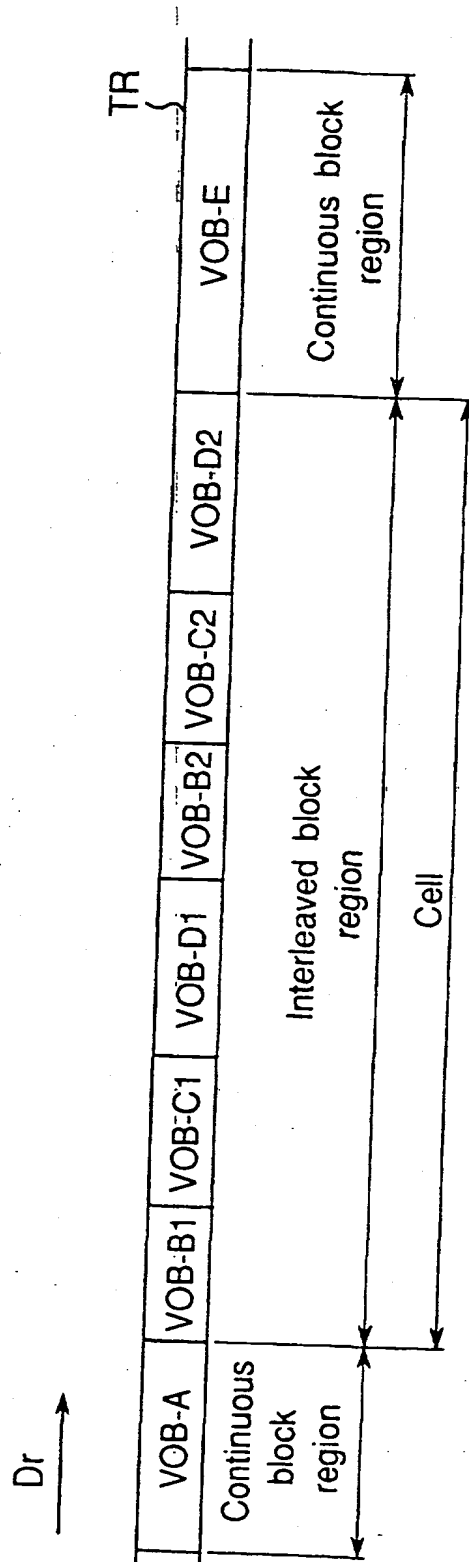 Dr
TR
VOB-A
VOB-B1
VOB-C1
VOB-D1
VOB-B2
VOB-C2
VOB-D2
VOB-E
Continuous
block
region
Interleaved block
region
Continuous block
region
Cell